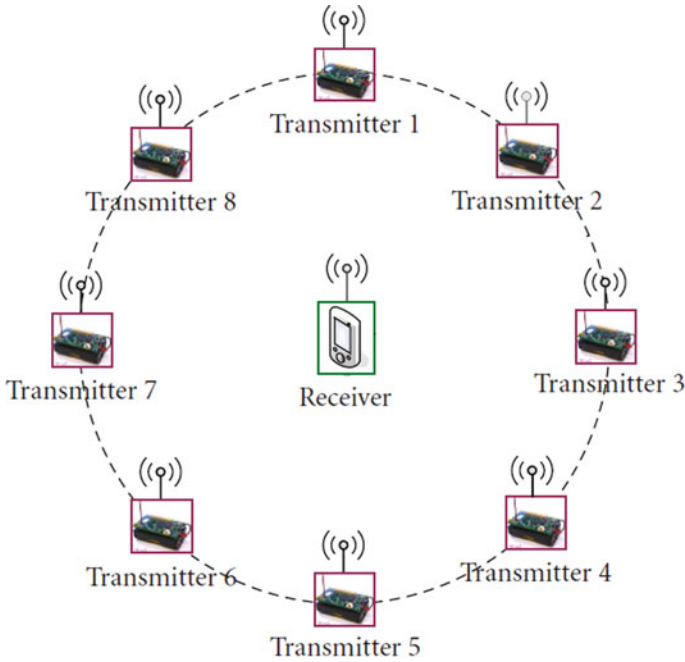 Transmitter 1
Transmitter 8
Transmitter 2
Transmitter 7
Receiver
Transmitter 3
Transmitter 6
Transmitter 4
Transmitter 5